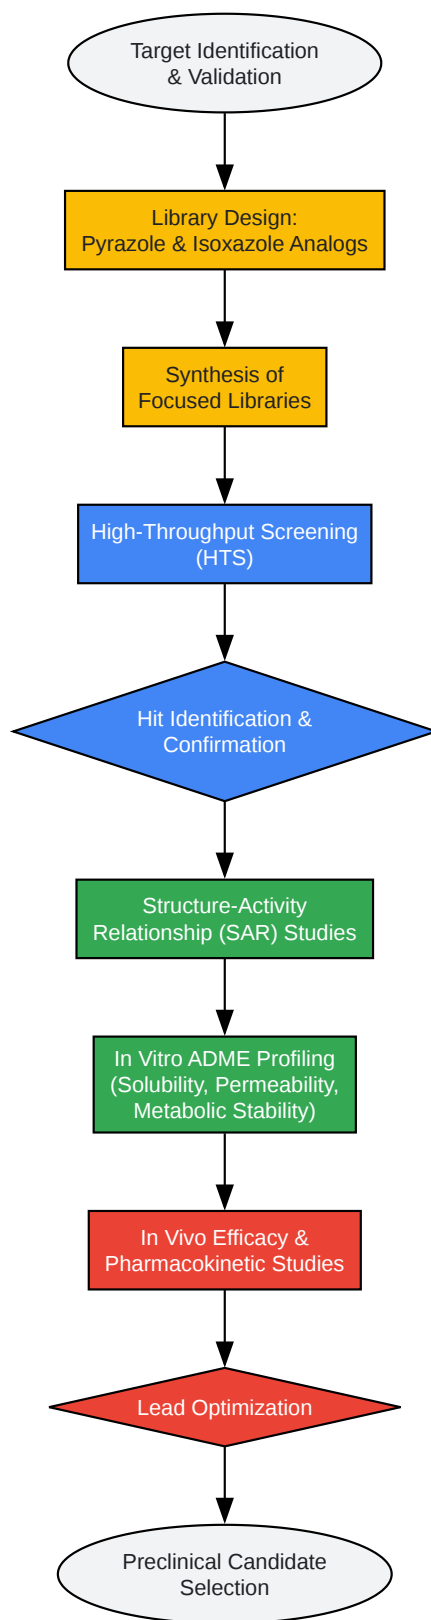 Target Identification
& Validation
Library Design:
Pyrazole & Isoxazole Analogs
Synthesis of
Focused Libraries
High-Throughput Screening
(HTS)
Hit Identification &
Confirmation
Structure-Activity
Relationship (SAR) Studies
In Vitro ADME Profiling
(Solubility, Permeability,
Metabolic Stability)
In Vivo Efficacy &
Pharmacokinetic Studies
Lead Optimization
Preclinical Candidate
Selection